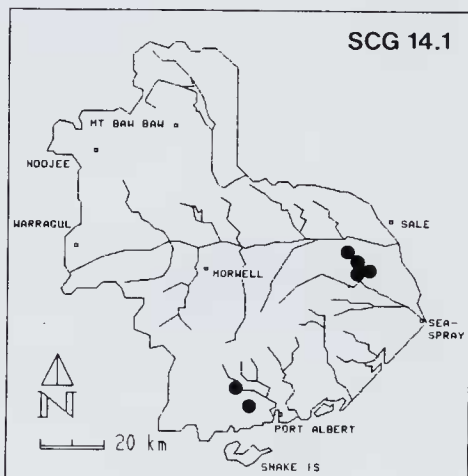 SCG 14.1
MT BAW BAW
NOOJEE
WARRAGUL
SALE
MORWELL
SEA-
SPRAY
N
PORT ALBERT
20 km
SNAKE IS